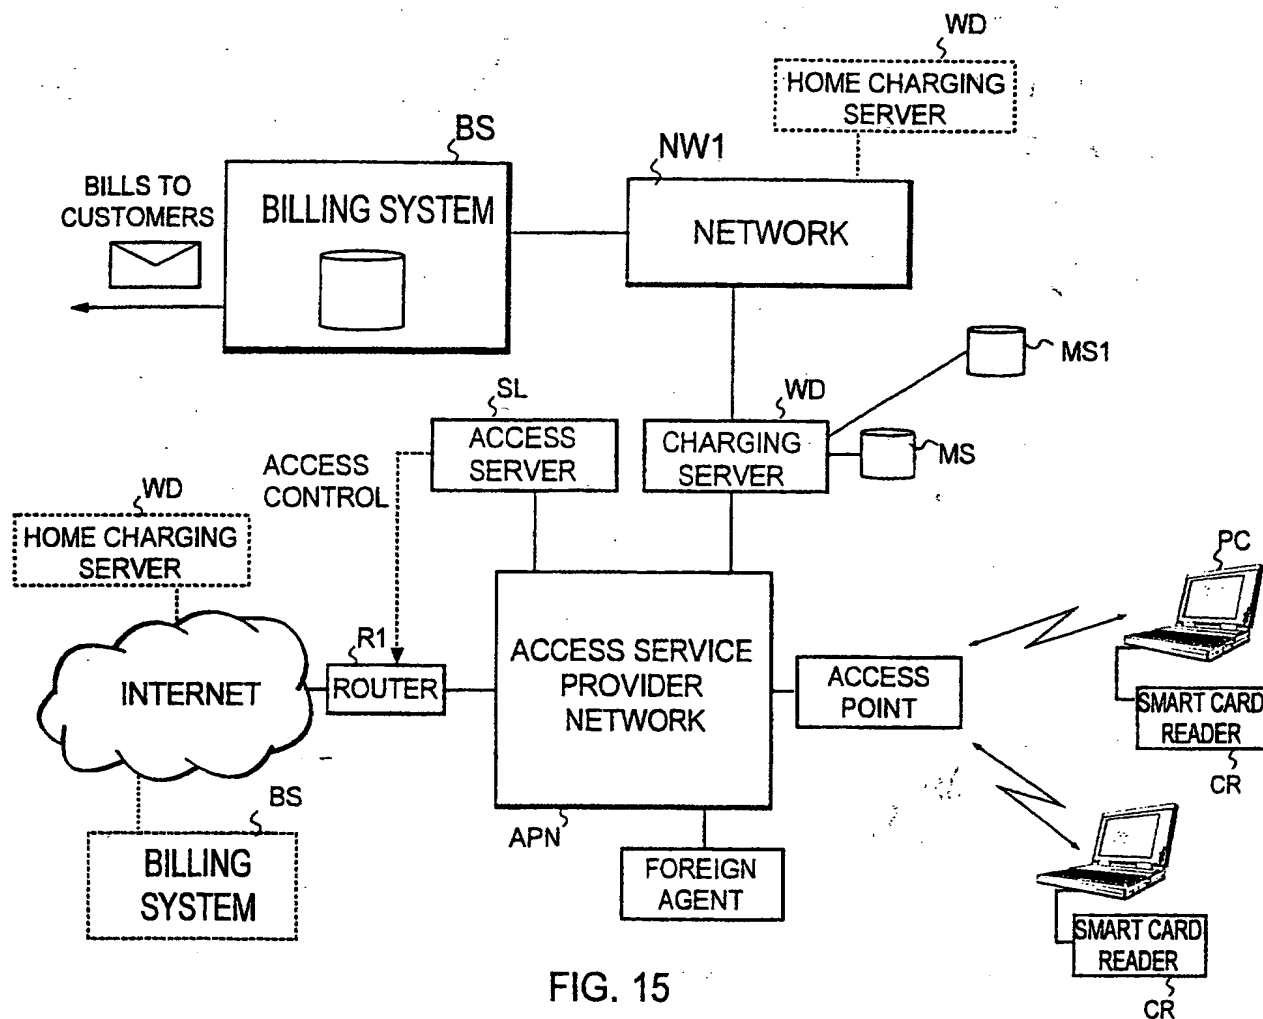 WD
HOME CHARGING
SERVER
BS
NW1
BILLS TO
CUSTOMERS
BILLING SYSTEM
NETWORK
MS1
SL
WD
ACCESS
SERVER
CHARGING
SERVER
MS
ACCESS
CONTROL
WD
HOME CHARGING
SERVER
PC
R1
INTERNET
ROUTER
ACCESS SERVICE
PROVIDER
NETWORK
ACCESS
POINT
SMART CARD
READER
CR
BS
APN
BILLING
SYSTEM
FOREIGN
AGENT
SMART CARD
READER
CR
FIG. 15